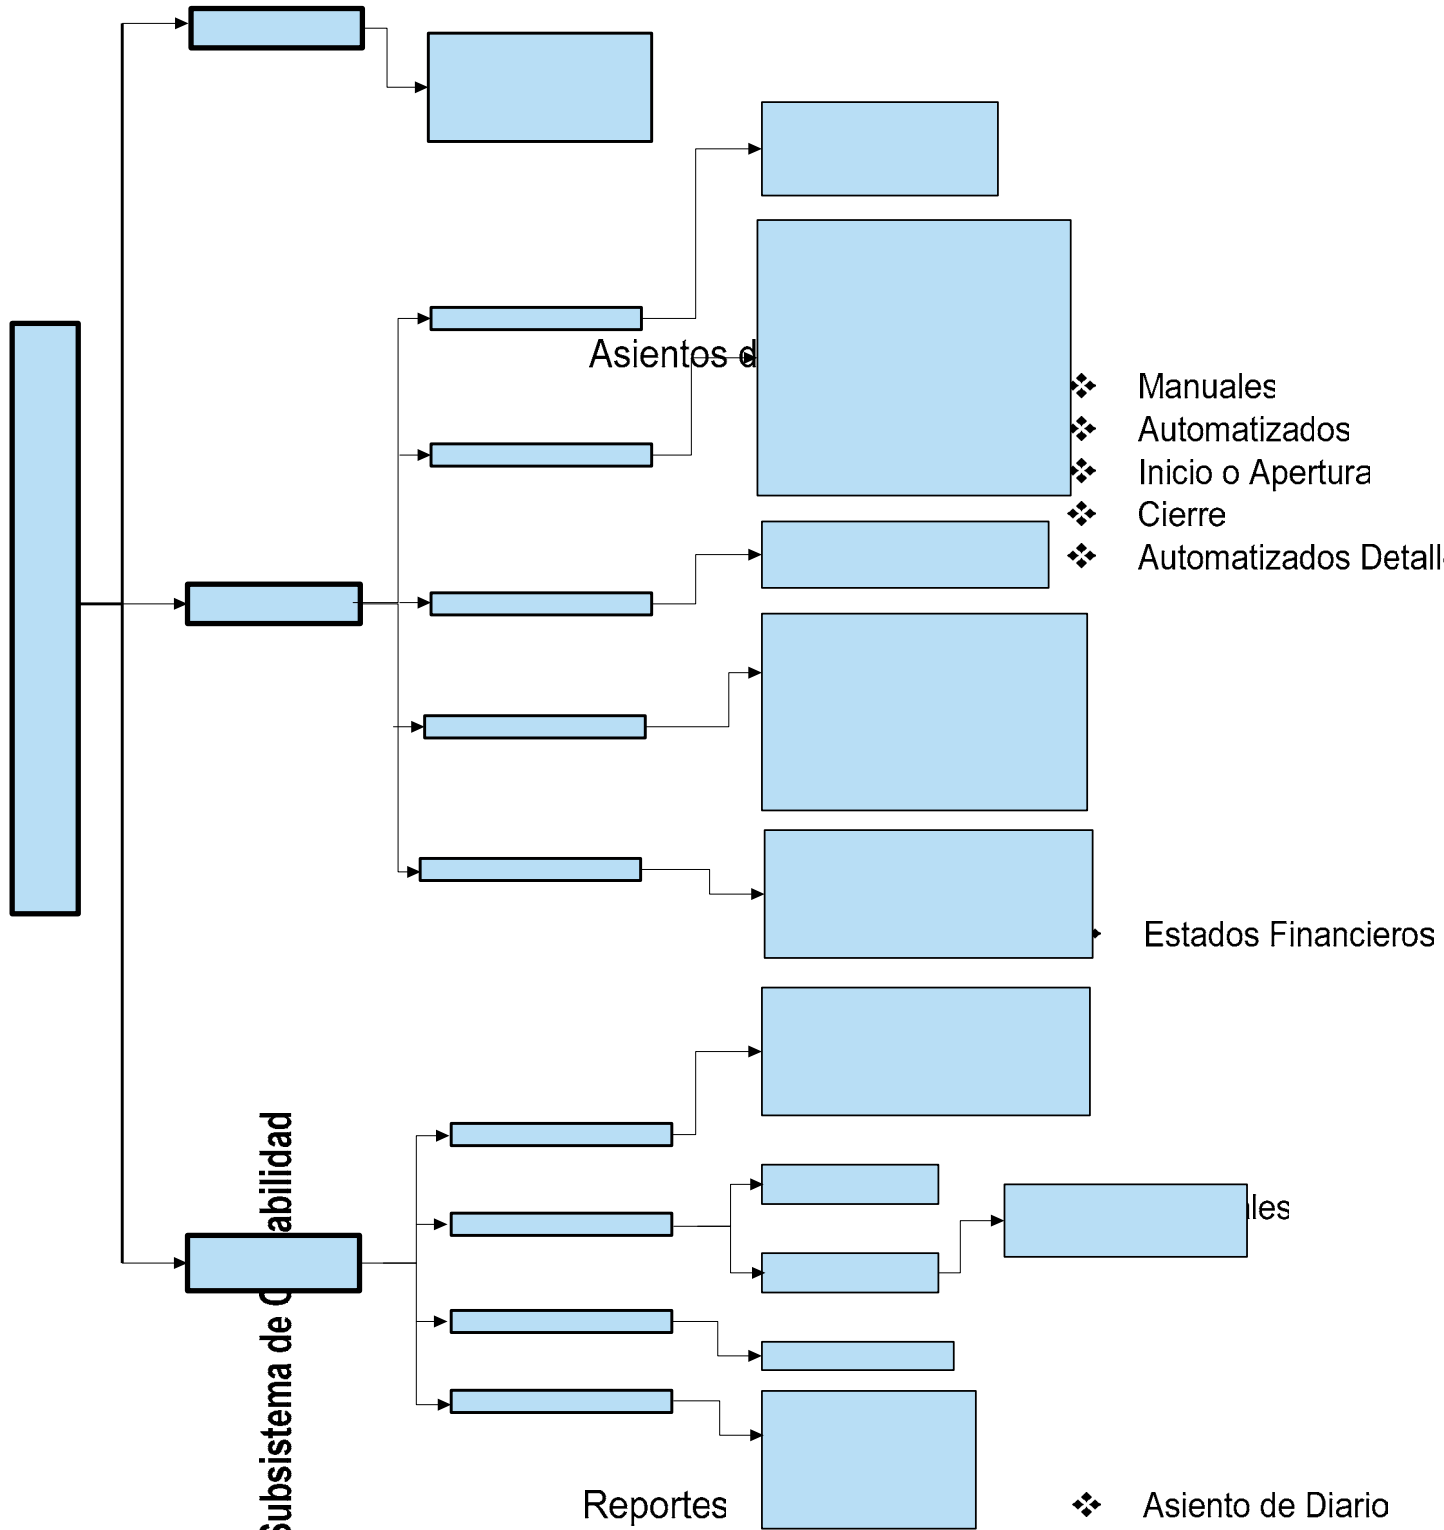 Asientos d
Manuales
Automatizados
Inicio o Apertura
Cierre
Automatizados Detall
Estados Financieros
Subsistema de C abilidad
les
Reportes
Asiento de Diario